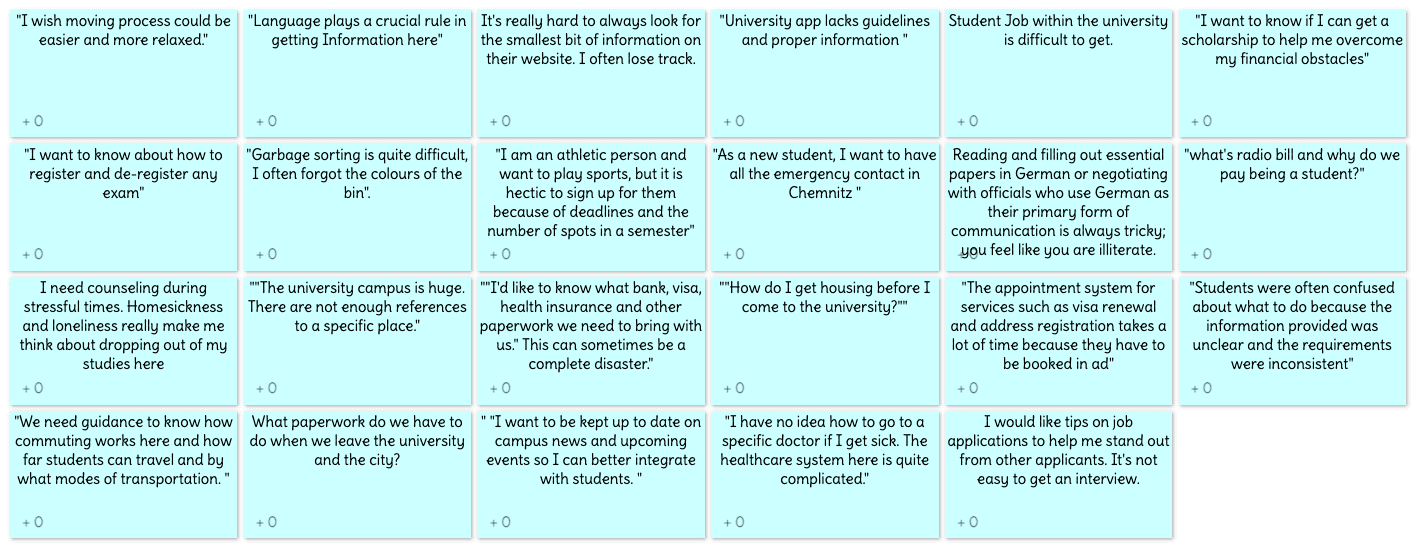 "I wish moving process could be
easier and more relaxed."
+ 0
"Language plays a crucial rule in
getting Information here"
+ 0
It's really hard to always look for
the smallest bit of information on
their website. I often lose track.
+ 0
"University app lacks guidelines
and proper information "
+ 0
Student Job within the university
is difficult to get.
+ 0
"I want to know if I can get a
scholarship to help me overcome
my financial obstacles"
+ 0
"I want to know about how to
register and de-register any
exam"
+ 0
"Garbage sorting is quite difficult,
I often forgot the colours of the
bin".
+ 0
"I am an athletic person and
want to play sports, but it is
hectic to sign up for them
because of deadlines and the
number of spots in a semester"
+ 0
"As a new student, I want to have
all the emergency contact in
Chemnitz "
+ 0
Reading and filling out essential
papers in German or negotiating
with officials who use German as
their primary form of
communication is always tricky;
you feel like you are illiterate.
+ 0
"what's radio bill and why do we
pay being a student?"
+ 0
I need counseling during
stressful times. Homesickness
and loneliness really make me
think about dropping out of my
studies here
+ 0
""The university campus is huge.
There are not enough references
to a specific place."
+ 0
""I'd like to know what bank, visa,
health insurance and other
paperwork we need to bring with
us." This can sometimes be a
complete disaster."
+ 0
""How do I get housing before I
come to the university?""
+ 0
"The appointment system for
services such as visa renewal
and address registration takes a
lot of time because they have to
be booked in ad"
+ 0
"Students were often confused
about what to do because the
information provided was
unclear and the requirements
were inconsistent"
+ 0
"We need guidance to know how
commuting works here and how
far students can travel and by
what modes of transportation. "
+ 0
What paperwork do we have to
do when we leave the university
and the city?
+ 0
" "I want to be kept up to date on
campus news and upcoming
events so I can better integrate
with students. "
+ 0
"I have no idea how to go to a
specific doctor if I get sick. The
healthcare system here is quite
complicated."
+ 0
I would like tips on job
applications to help me stand out
from other applicants. It's not
easy to get an interview.
+ 0